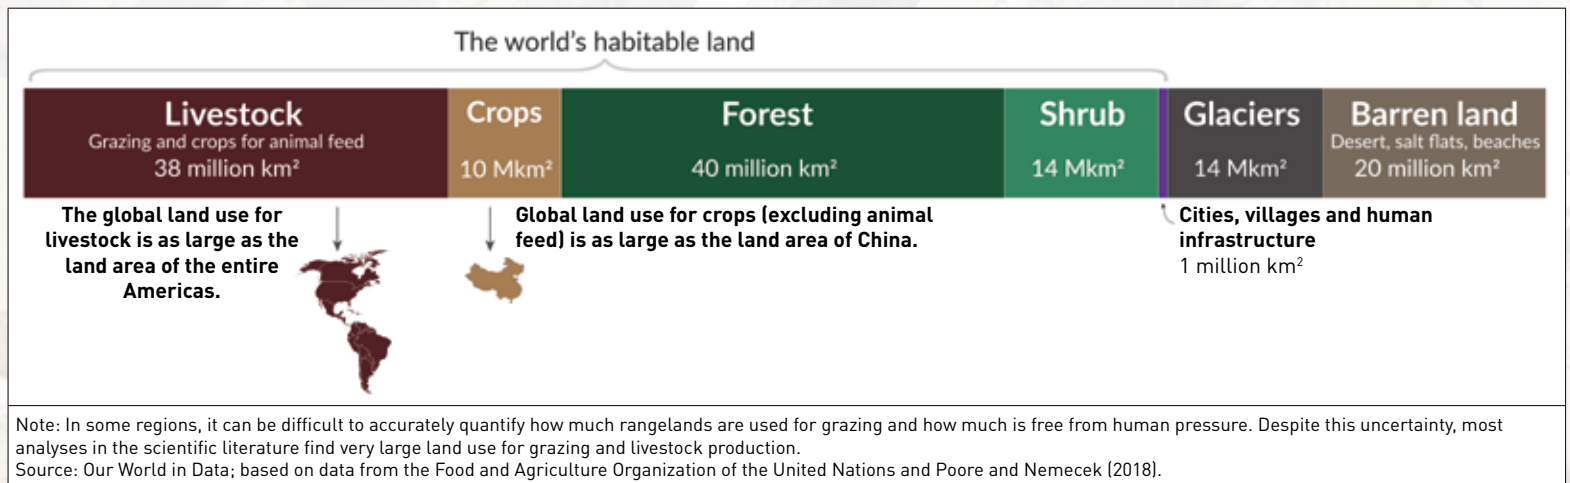 The world's habitable land
Livestock
Grazing and crops for animal feed
38 million km²
Crops
10 Mkm²
Forest
40 million km²
Shrub
14 Mkm²
Glaciers
14 Mkm²
Barren land
Desert, salt flats, beaches
20 million km²
The global land use for
livestock is as large as the
land area of the entire
Americas.
Global land use for crops (excluding animal
feed) is as large as the land area of China.
Cities, villages and human
infrastructure
1 million km²
Note: In some regions, it can be difficult to accurately quantify how much rangelands are used for grazing and how much is free from human pressure. Despite this uncertainty, most
analyses in the scientific literature find very large land use for grazing and livestock production.
Source: Our World in Data; based on data from the Food and Agriculture Organization of the United Nations and Poore and Nemecek (2018).